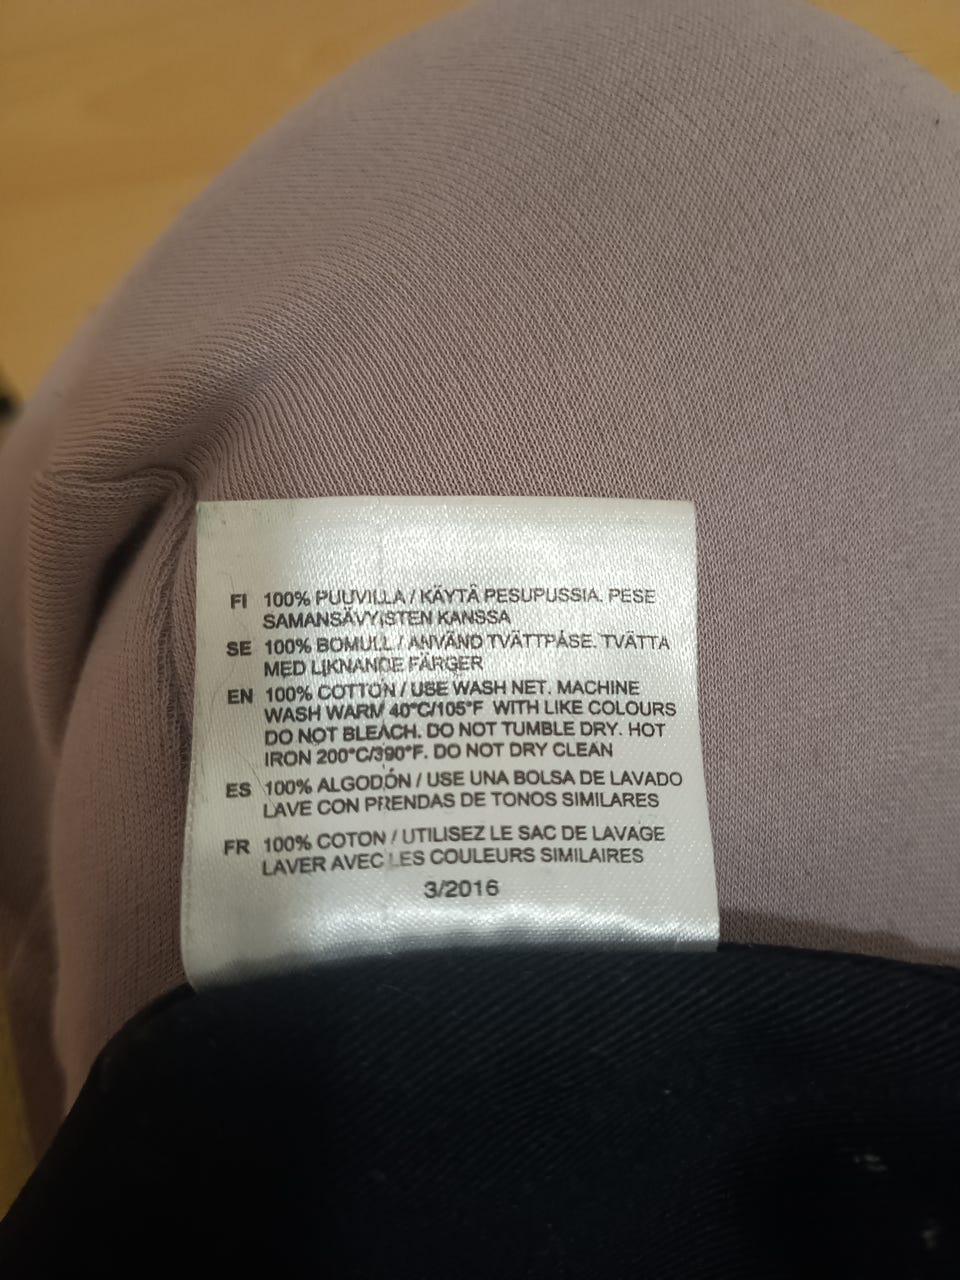 FI 100% PUUVILLA / KÄYTÄ PESUPUSSIA. PESE
SAMANSÄVYISTEN KANSSA
SE 100% BOMULL / ANVÄND TVÄTTPÅSE. TVÄTTA
MED LIKNANDE FÄRGER
EN 100% COTTON / USE WASH NET. MACHINE
WASH WARM 40°C/105°F WITH LIKE COLOURS
DO NOT BLEACH. DO NOT TUMBLE DRY. HOT
IRON 200°C/390°F. DO NOT DRY CLEAN
ES 100% ALGODÓN / USE UNA BOLSA DE LAVADO
LAVE CON PRENDAS DE TONOS SIMILARES
FR 100% COTON / UTILISEZ LE SAC DE LAVAGE
LAVER AVEC LES COULEURS SIMILAIRES
3/2016